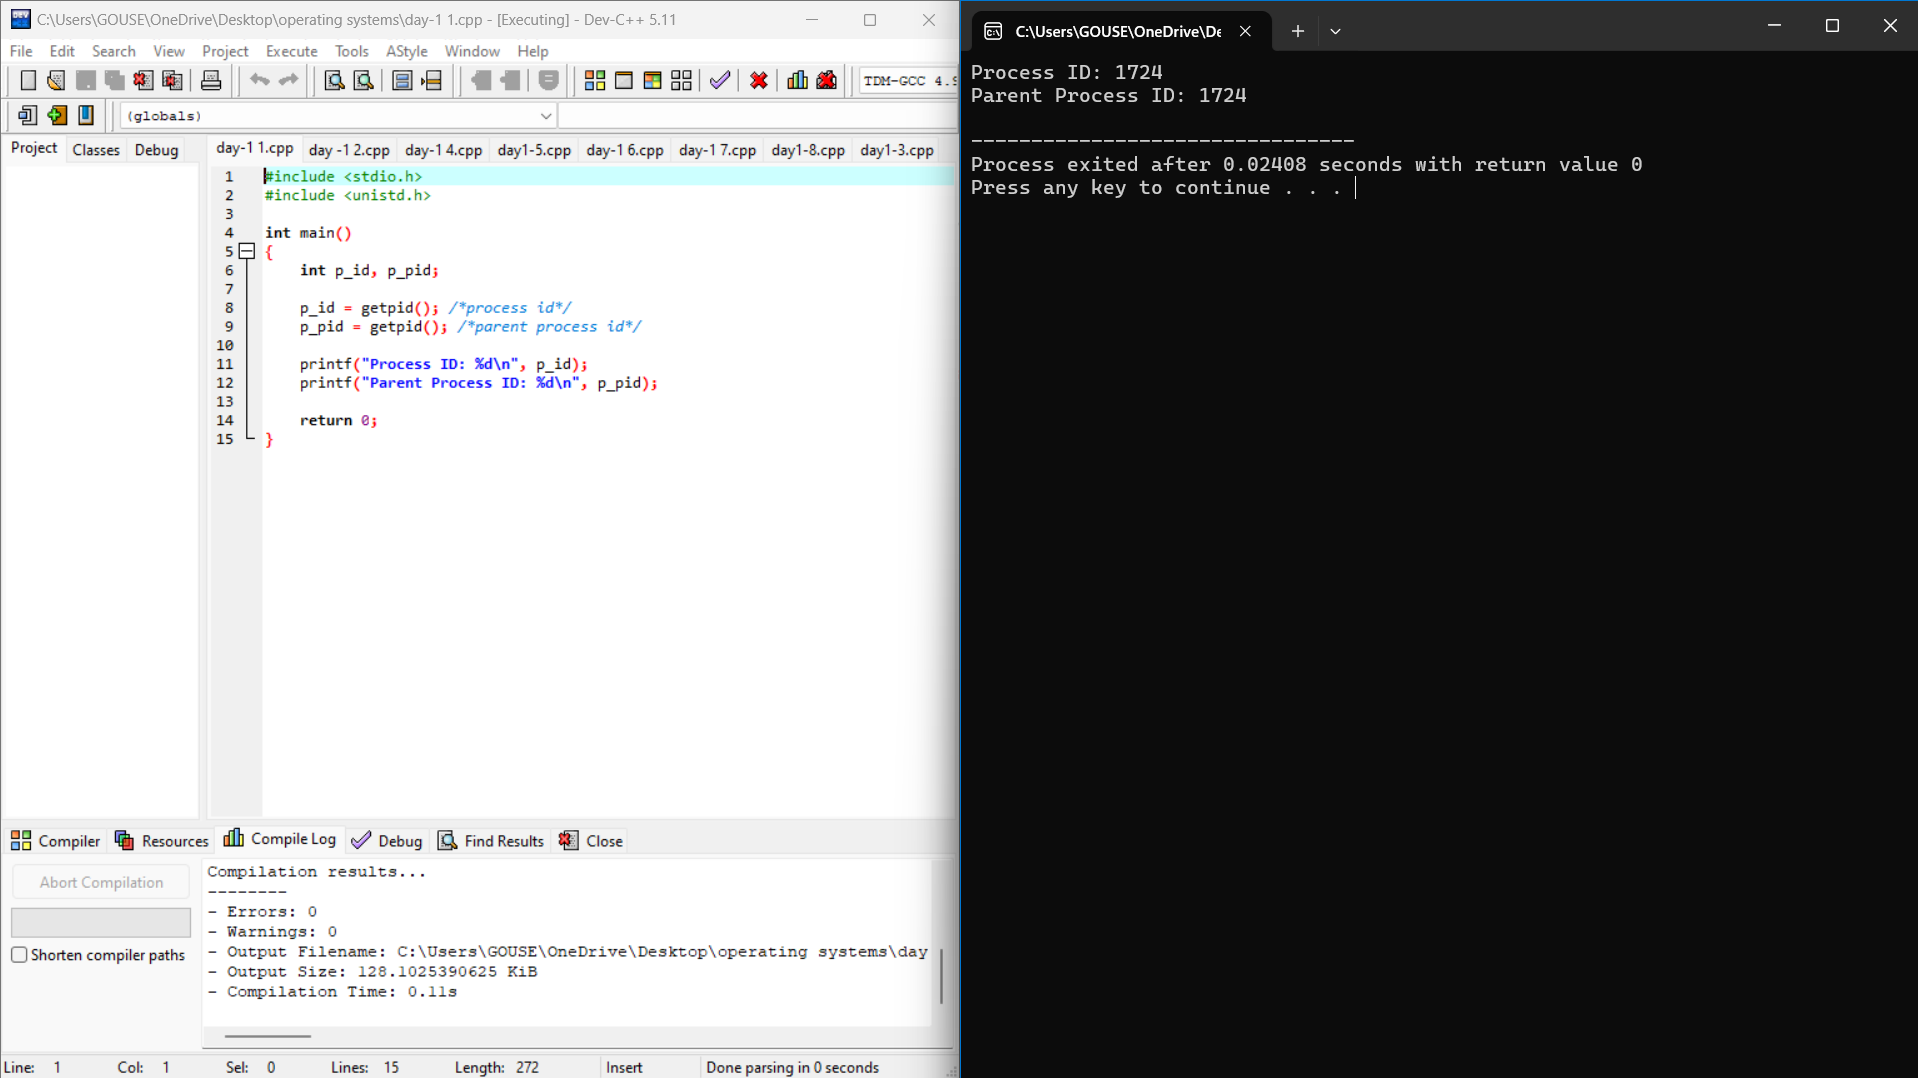 C:\Users\GOUSE\OneDrive\Desktop\operating systems\day-1 1.cpp - [Executing] - Dev-C++ 5.11
File Edit Search View Project Execute Tools AStyle Window Help
TDM-GCC 4.9
(globals)
Project Classes Debug
day-1 1.cpp day -1 2.cpp day-1 4.cpp day1-5.cpp day-1 6.cpp day-1 7.cpp day1-8.cpp day1-3.cpp
1 #include <stdio.h>
2 #include <unistd.h>
3
4 int main()
5 {
6 int p_id, p_pid;
7
8 p_id = getpid(); /*process id*/
9 p_pid = getpid(); /*parent process id*/
10
11 printf("Process ID: %d\n", p_id);
12 printf("Parent Process ID: %d\n", p_pid);
13
14 return 0;
15 }
Compiler Resources Compile Log Debug Find Results Close
Abort Compilation
Shorten compiler paths
Compilation results...
--------
- Errors: 0
- Warnings: 0
- Output Filename: C:\Users\GOUSE\OneDrive\Desktop\operating systems\day
- Output Size: 128.1025390625 KiB
- Compilation Time: 0.11s
Line: 1 Col: 1 Sel: 0 Lines: 15 Length: 272 Insert Done parsing in 0 seconds
C:\Users\GOUSE\OneDrive\De
Process ID: 1724
Parent Process ID: 1724
--------------------------------
Process exited after 0.02408 seconds with return value 0
Press any key to continue . . .